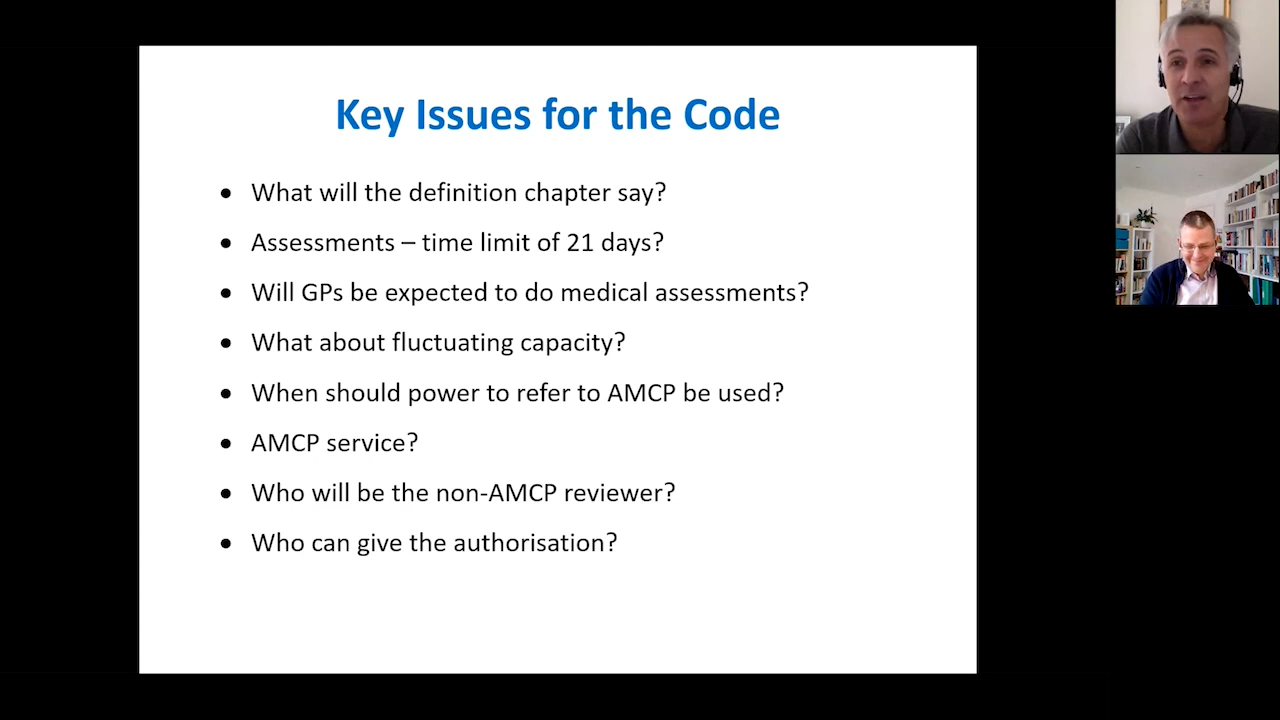 Key Issues for the Code
• What will the definition chapter say?
• Assessments – time limit of 21 days?
• Will GPs be expected to do medical assessments?
• What about fluctuating capacity?
• When should power to refer to AMCP be used?
• AMCP service?
• Who will be the non-AMCP reviewer?
• Who can give the authorisation?